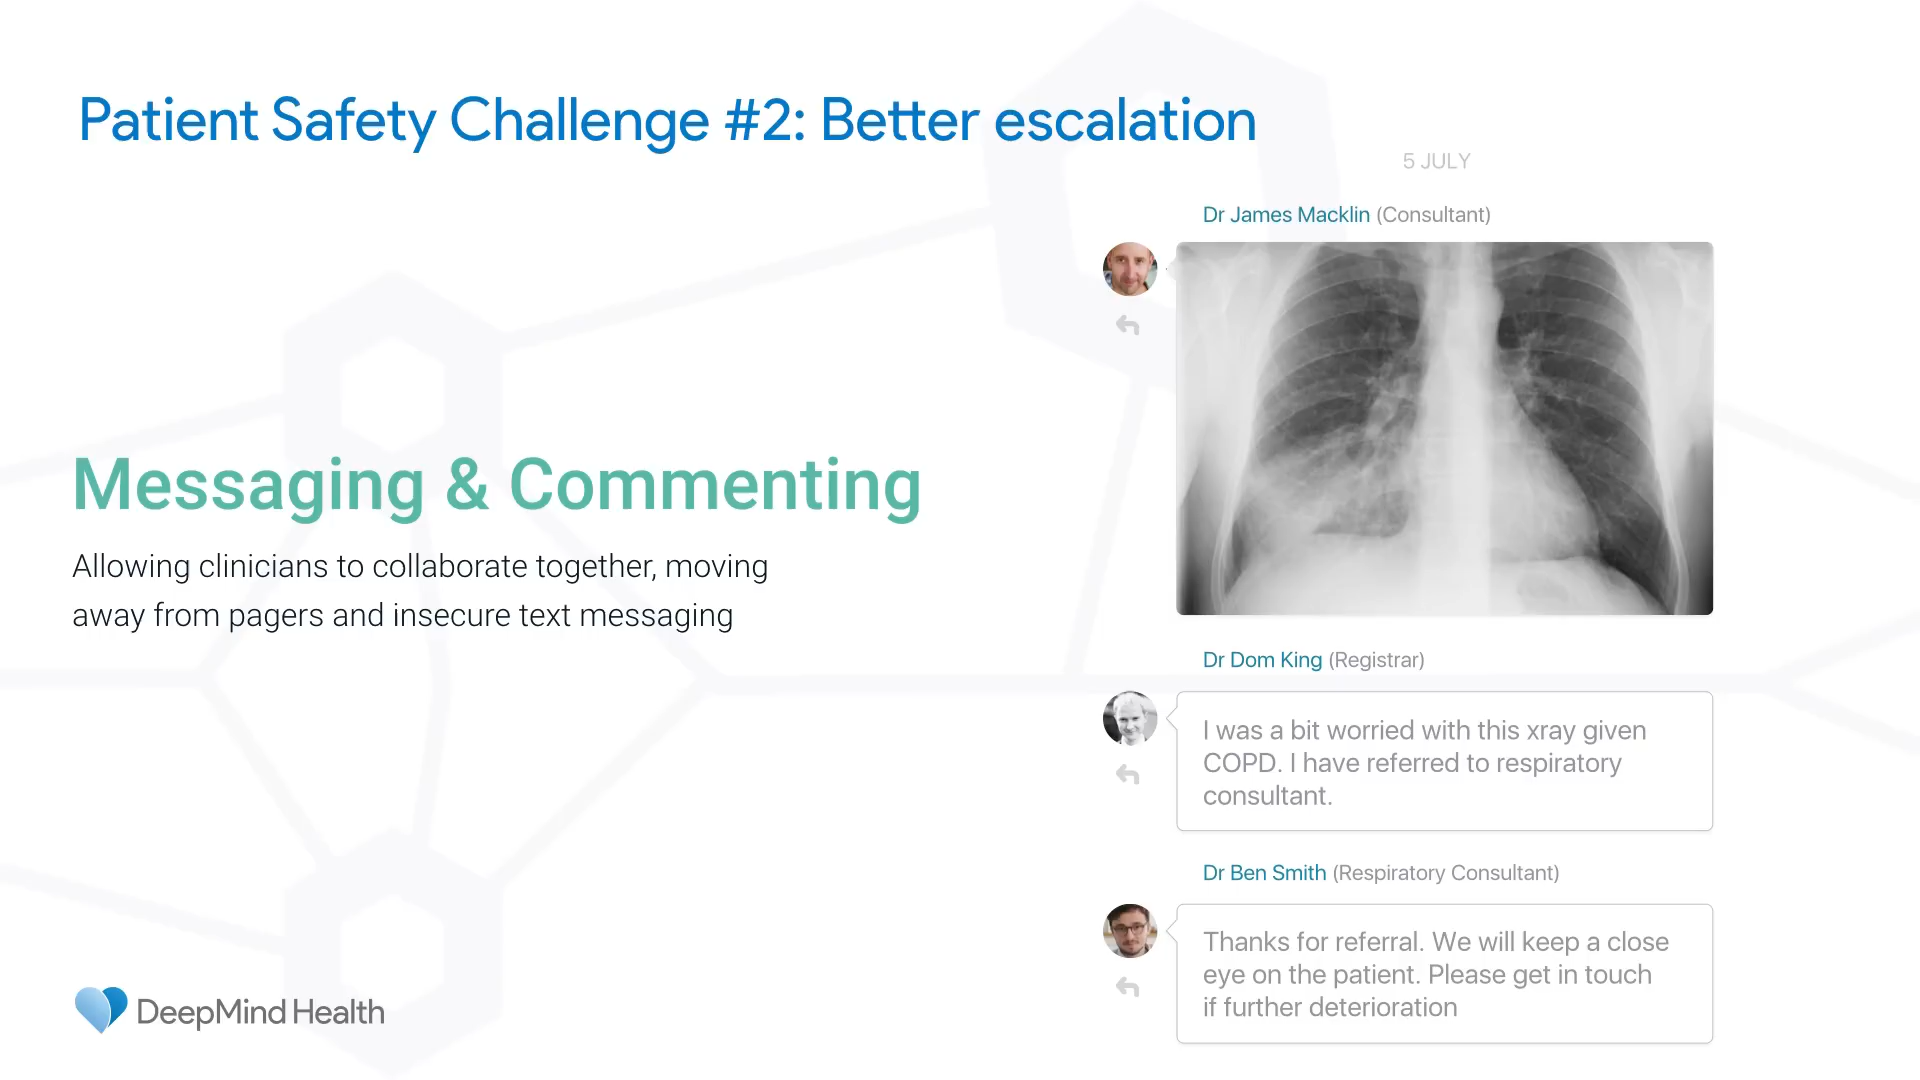 Patient Safety Challenge #2: Better escalation
Messaging & Commenting
Allowing clinicians to collaborate together, moving
away from pagers and insecure text messaging
DeepMind Health
5 JULY
Dr James Macklin (Consultant)
Dr Dom King (Registrar)
I was a bit worried with this xray given
COPD. I have referred to respiratory
consultant.
Dr Ben Smith (Respiratory Consultant)
Thanks for referral. We will keep a close
eye on the patient. Please get in touch
if further deterioration